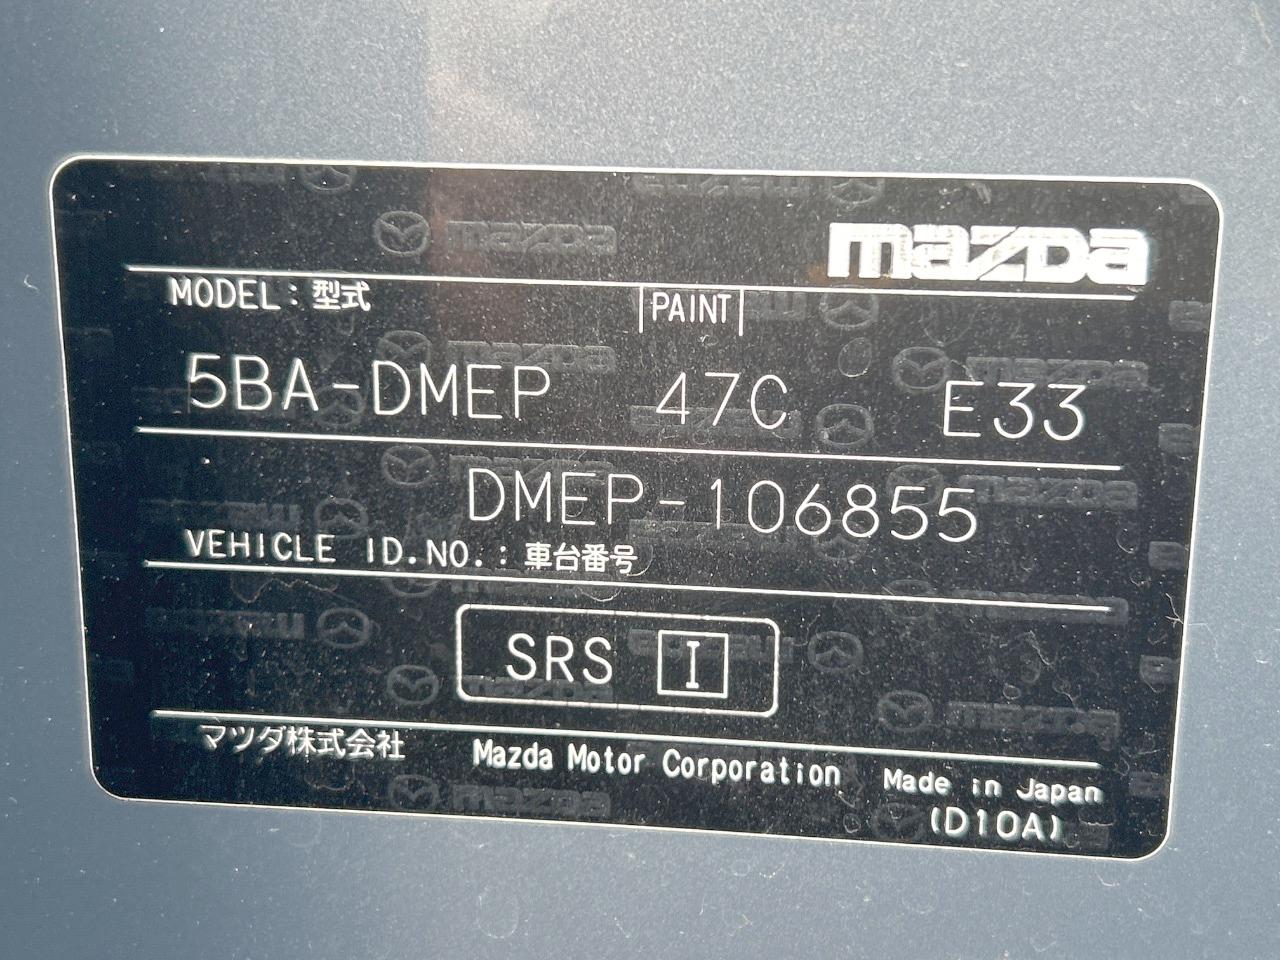 mazda
MODEL : 型式 PAINT
5BA-DMEP 47C E33
DMEP-106855
VEHICLE ID.NO. : 車台番号
SRS I
マツダ株式会社 Mazda Motor Corporation Made in Japan
(D10A)